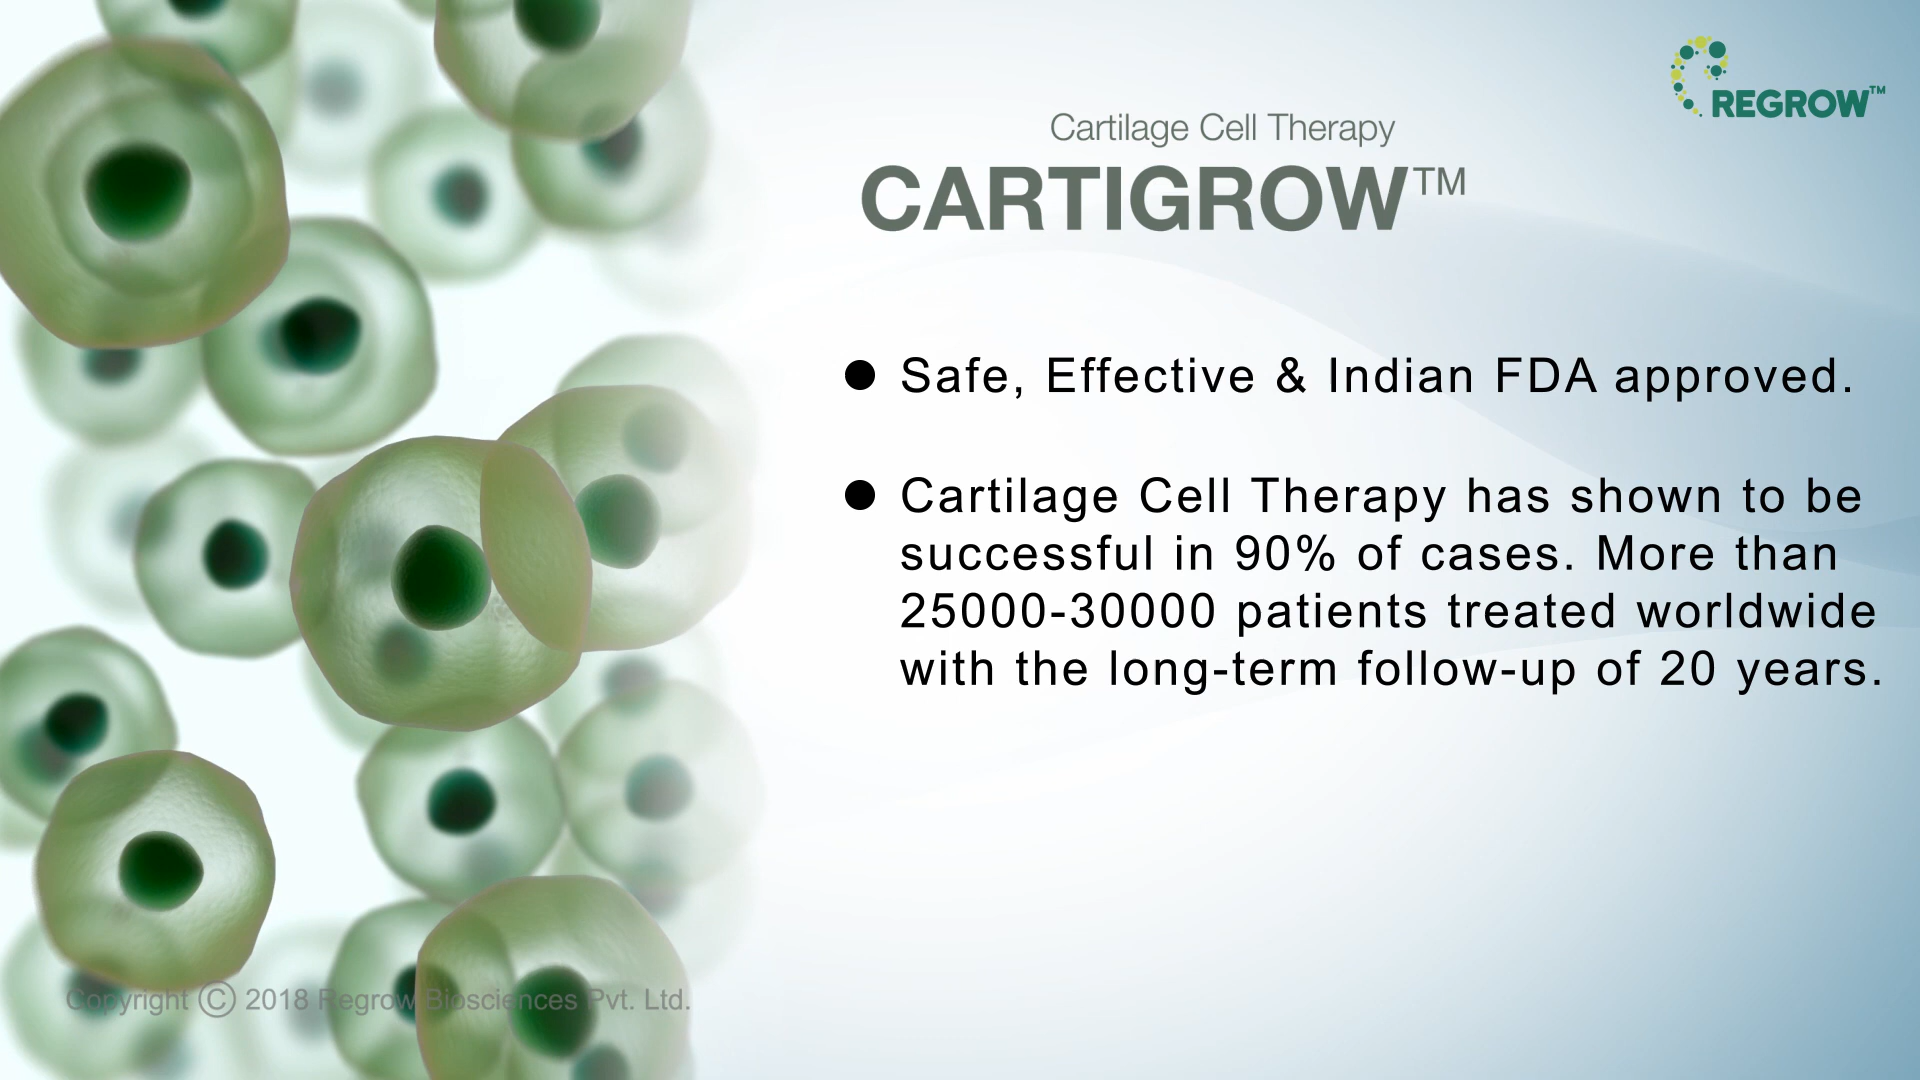 REGROW™
Cartilage Cell Therapy
CARTIGROW™
● Safe, Effective & Indian FDA approved.
● Cartilage Cell Therapy has shown to be
successful in 90% of cases. More than
25000-30000 patients treated worldwide
with the long-term follow-up of 20 years.
Copyright © 2018 Regrow Biosciences Pvt. Ltd.